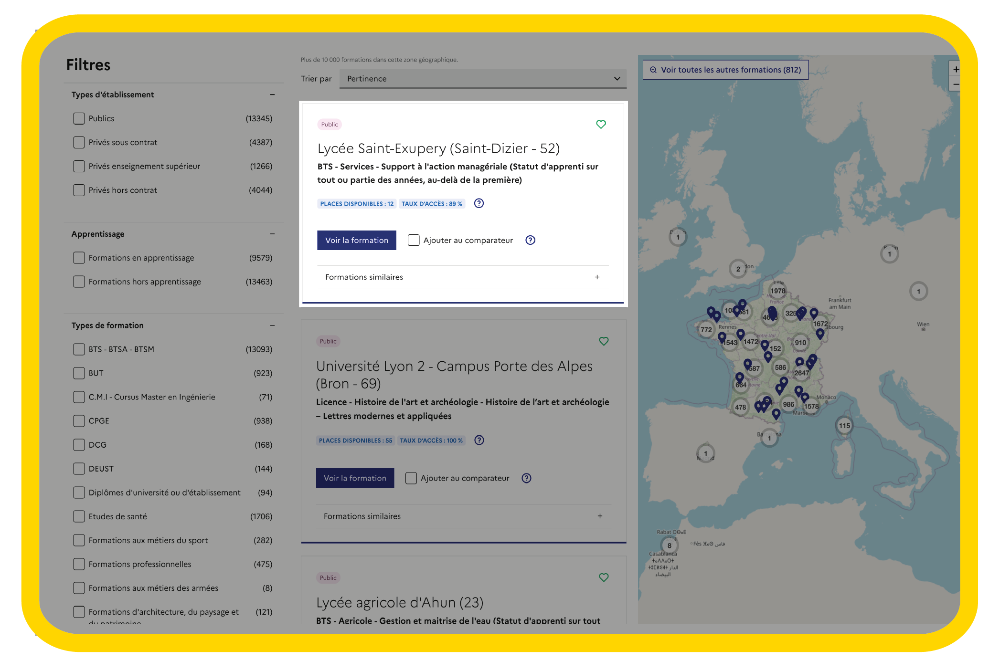 Filtres
Types d'établissement –
Publics (13345)
Privés sous contrat (4387)
Privés enseignement supérieur (1266)
Privés hors contrat (4044)
Apprentissage –
Formations en apprentissage (9579)
Formations hors apprentissage (13463)
Types de formation –
BTS - BTSA - BTSM (13093)
BUT (923)
C.M.I - Cursus Master en Ingénierie (71)
CPGE (938)
DCG (168)
DEUST (144)
Diplômes d'université ou d'établissement (94)
Etudes de santé (1706)
Formations aux métiers du sport (282)
Formations professionnelles (475)
Formations aux métiers des armées (8)
Formations d'architecture, du paysage et (121)
du patrimoine
Plus de 10 000 formations dans cette zone géographique.
Trier par Pertinence
Public
Lycée Saint-Exupery (Saint-Dizier - 52)
BTS - Services - Support à l'action managériale (Statut d'apprenti sur
tout ou partie des années, au-delà de la première)
PLACES DISPONIBLES : 12 TAUX D'ACCÈS : 89 % ?
Voir la formation Ajouter au comparateur ?
Formations similaires +
Public
Université Lyon 2 - Campus Porte des Alpes
(Bron - 69)
Licence - Histoire de l'art et archéologie - Histoire de l’art et archéologie
– Lettres modernes et appliquées
PLACES DISPONIBLES : 55 TAUX D'ACCÈS : 100 % ?
Voir la formation Ajouter au comparateur ?
Formations similaires +
Public
Lycée agricole d'Ahun (23)
BTS - Agricole - Gestion et maitrise de l'eau (Statut d'apprenti sur tout
Voir toutes les autres formations (812)
+
–
1
1
2
1
Lille
1978
Frankfurt
am Main
France
325
772
Rennes
1672
Wien
1543
1472
152
910
587
586
2647
664
Monaco
478
986
1578
115
1
1
Rabat ⵔⴱⴰⵟ
8
Fès ⴼⴰⵙ فاس
Casablanca
الدار
البيضاء